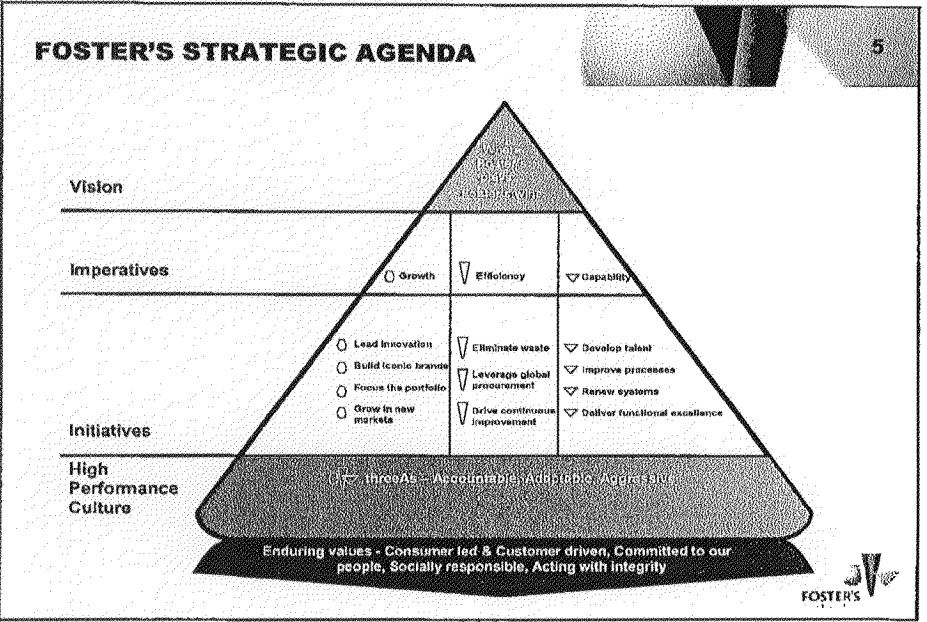 FOSTER'S STRATEGIC AGENDA
5
Vision
Imperatives
Growth
Efficiency
Capability
Initiatives
Lead innovation
Build iconic brands
Focus the portfolio
Grow in new
markets
Eliminate waste
Leverage global
procurement
Drive continuous
improvement
Develop talent
Improve processes
Renew systems
Deliver functional excellence
High
Performance
Culture
threeAs – Accountable, Adaptable, Aggressive
Enduring values - Consumer led & Customer driven, Committed to our
people, Socially responsible, Acting with integrity
FOSTER'S